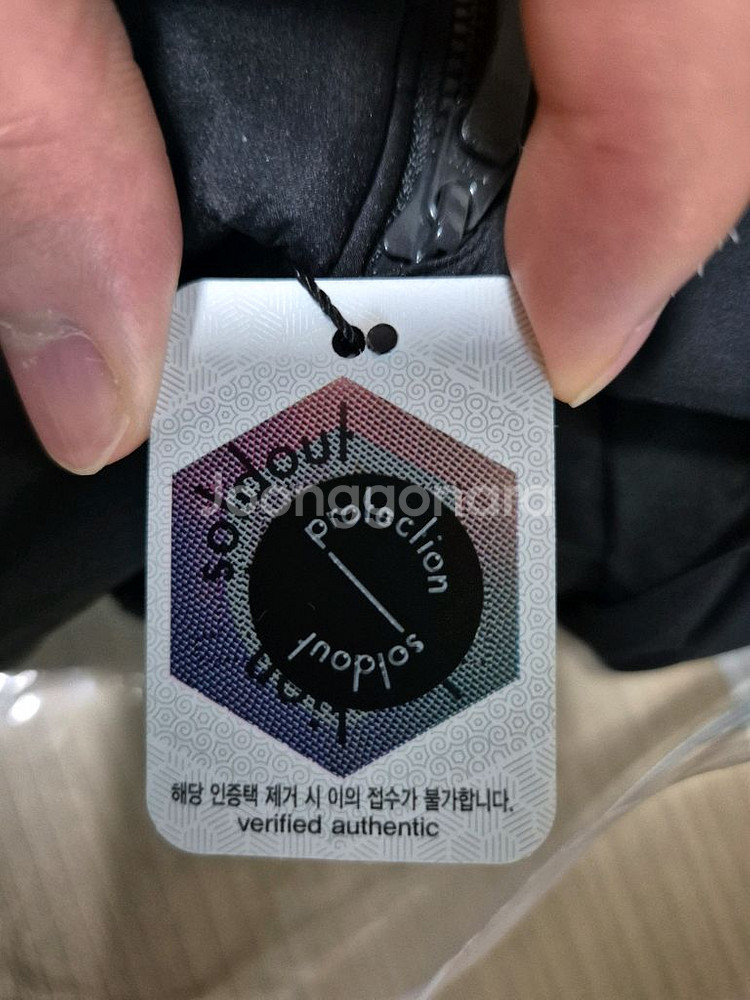 soldout
Joonggonara
protection
soldout
해당 인증택 제거 시 이의 접수가 불가합니다.
verified authentic